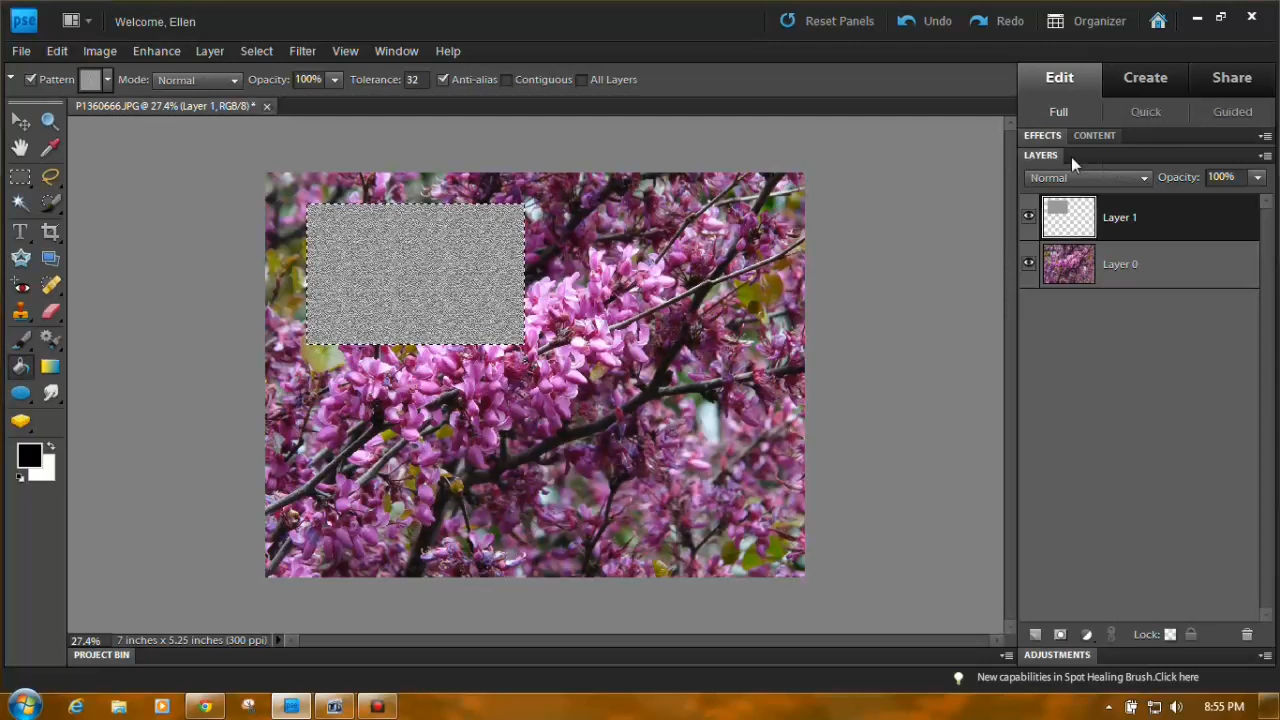 pse Welcome, Ellen Reset Panels Undo Redo Organizer
File Edit Image Enhance Layer Select Filter View Window Help
Pattern Mode: Normal Opacity: 100% Tolerance: 32 Anti-alias Contiguous All Layers
Edit Create Share
P1360666.JPG @ 27.4% (Layer 1, RGB/8) * ×
Full Quick Guided
EFFECTS CONTENT
LAYERS
Normal Opacity: 100%
Layer 1
Layer 0
T
Lock:
27.4% 7 inches x 5.25 inches (300 ppi)
PROJECT BIN ADJUSTMENTS
New capabilities in Spot Healing Brush.Click here
8:55 PM